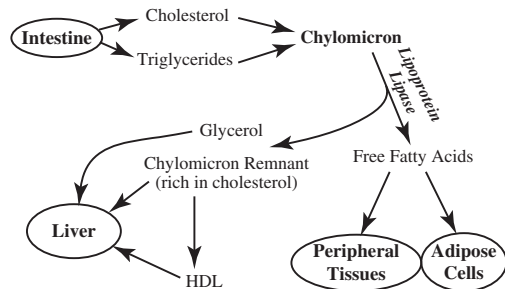 Cholesterol
Intestine
Chylomicron
Triglycerides
Lipoprotein
Lipase
Glycerol
Chylomicron Remnant
(rich in cholesterol)
Free Fatty Acids
Liver
Peripheral
Tissues
Adipose
Cells
HDL